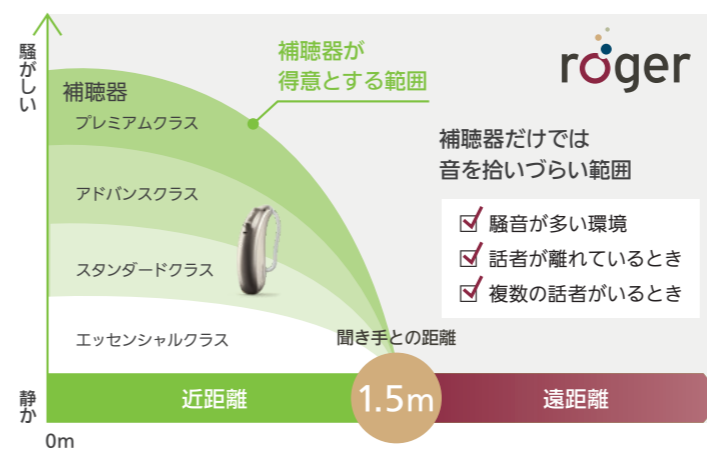 騒がしい
補聴器が
得意とする範囲
roger
補聴器
プレミアムクラス
補聴器だけでは
音を拾いづらい範囲
アドバンスクラス
騒音が多い環境
話者が離れているとき
スタンダードクラス
複数の話者がいるとき
エッセンシャルクラス
聞き手との距離
静か
近距離
1.5m
遠距離
0m